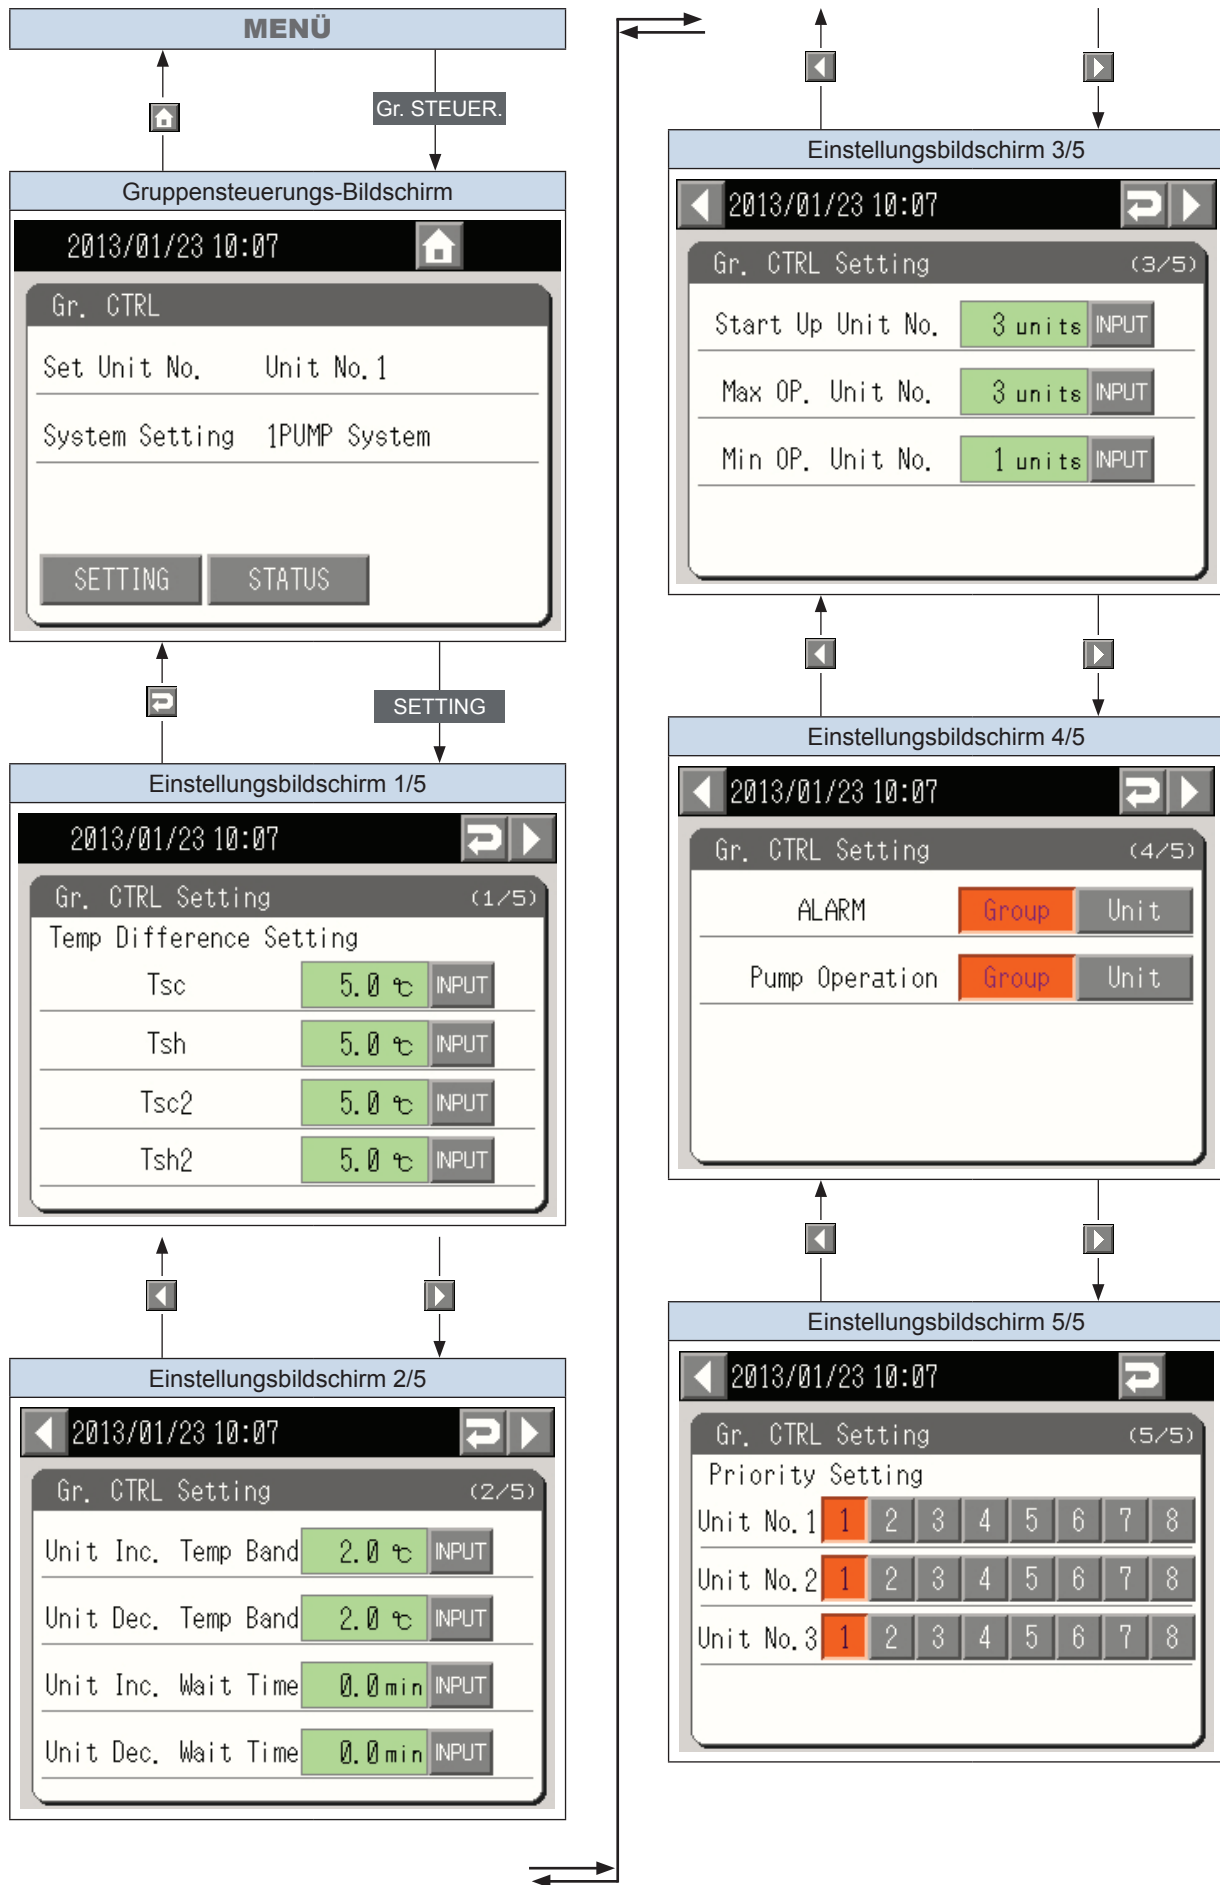 MENÜ
Gr. STEUER.
Gruppensteuerungs-Bildschirm
2013/01/23 10:07
Gr. CTRL
Set Unit No. Unit No.1
System Setting 1PUMP System
SETTING STATUS
SETTING
Einstellungsbildschirm 1/5
2013/01/23 10:07
Gr. CTRL Setting (1/5)
Temp Difference Setting
Tsc 5.0 ℃ INPUT
Tsh 5.0 ℃ INPUT
Tsc2 5.0 ℃ INPUT
Tsh2 5.0 ℃ INPUT
Einstellungsbildschirm 2/5
2013/01/23 10:07
Gr. CTRL Setting (2/5)
Unit Inc. Temp Band 2.0 ℃ INPUT
Unit Dec. Temp Band 2.0 ℃ INPUT
Unit Inc. Wait Time 0.0min INPUT
Unit Dec. Wait Time 0.0min INPUT
Einstellungsbildschirm 3/5
2013/01/23 10:07
Gr. CTRL Setting (3/5)
Start Up Unit No. 3 units INPUT
Max OP. Unit No. 3 units INPUT
Min OP. Unit No. 1 units INPUT
Einstellungsbildschirm 4/5
2013/01/23 10:07
Gr. CTRL Setting (4/5)
ALARM Group Unit
Pump Operation Group Unit
Einstellungsbildschirm 5/5
2013/01/23 10:07
Gr. CTRL Setting (5/5)
Priority Setting
Unit No.1 1 2 3 4 5 6 7 8
Unit No.2 1 2 3 4 5 6 7 8
Unit No.3 1 2 3 4 5 6 7 8